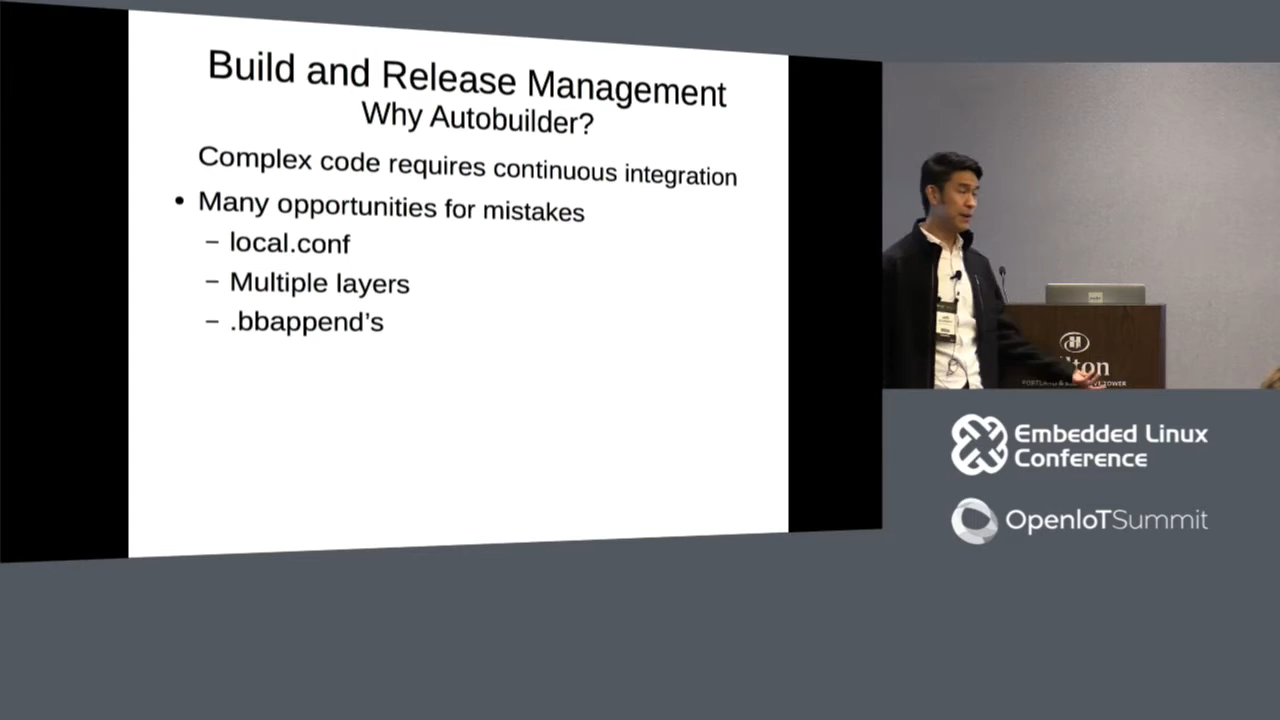 Build and Release Management
Why Autobuilder?
Complex code requires continuous integration
• Many opportunities for mistakes
– local.conf
– Multiple layers
– .bbappend’s
Embedded Linux
Conference
OpenIoTSummit